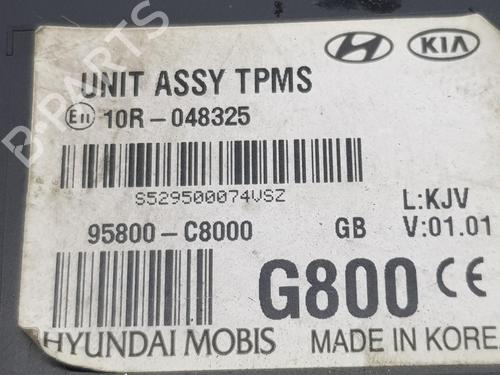 KIA
UNIT ASSY TPMS
E11 10R-048325
S529500074VSZ
L:KJV
95800-C8000 GB V:01.01
G800 CE
HYUNDAI MOBIS MADE IN KOREA
B-PARTS